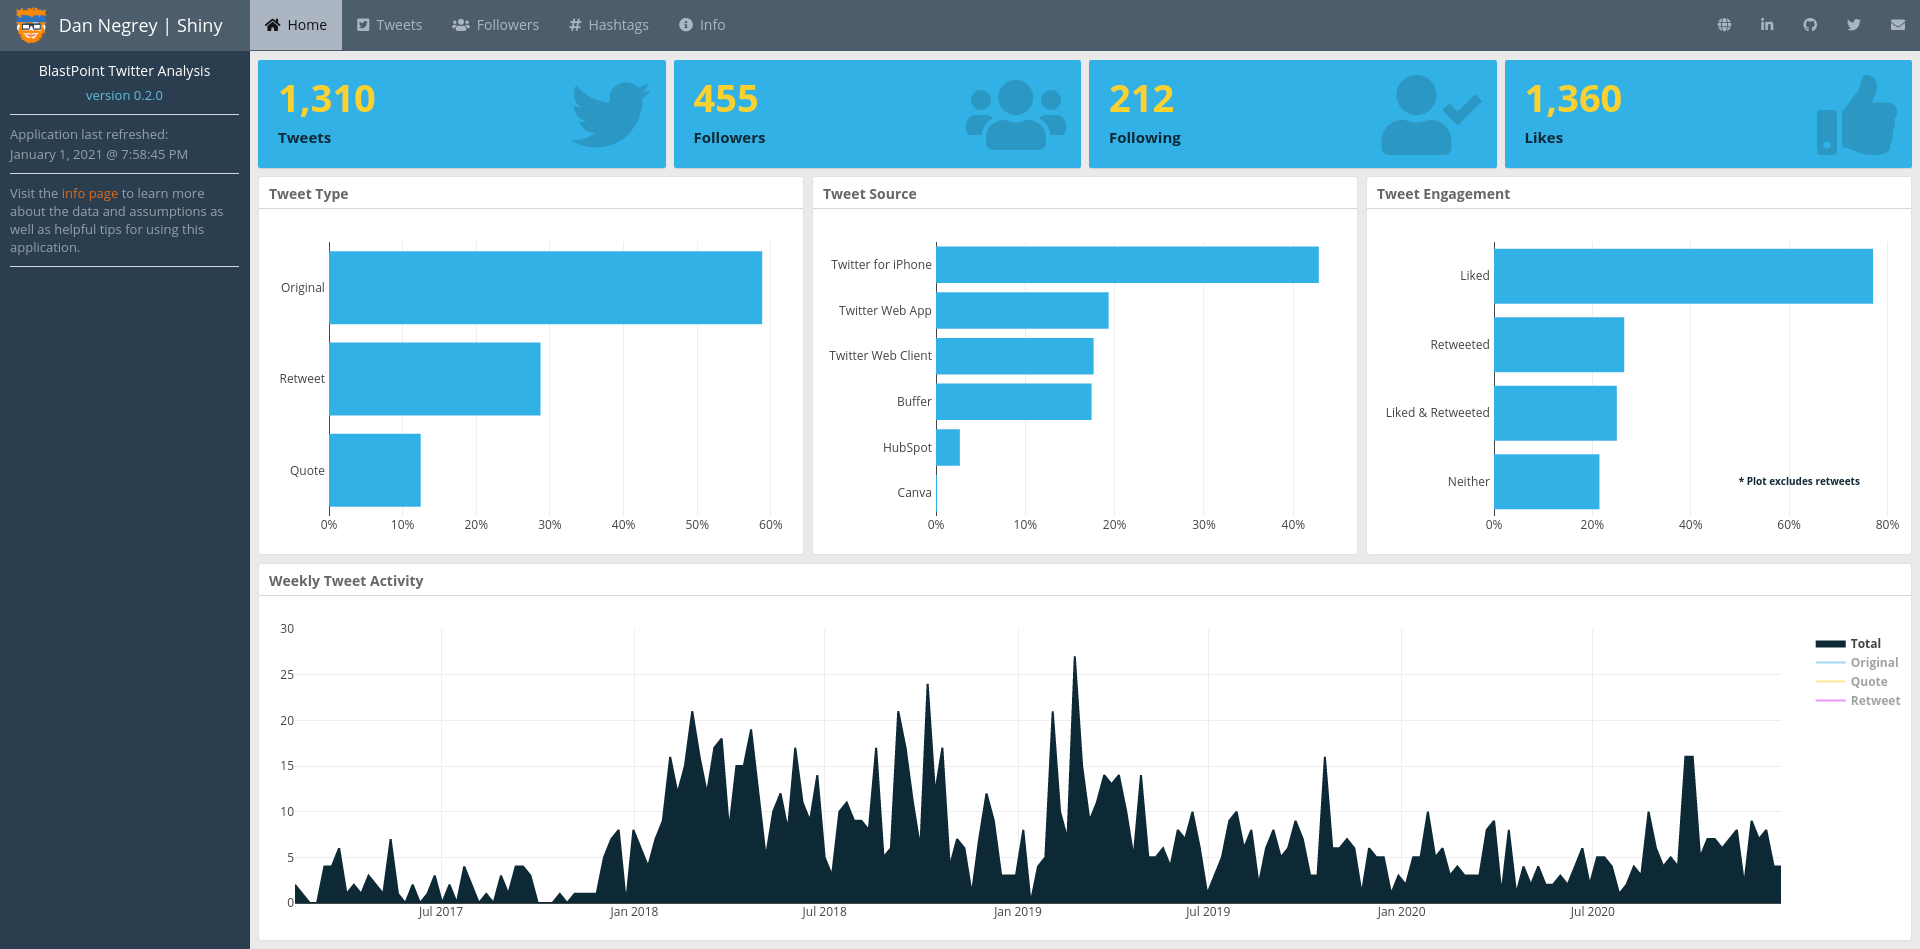 Dan Negrey | Shiny
Home
Tweets
Followers
Hashtags
Info
BlastPoint Twitter Analysis
version 0.2.0
Application last refreshed:
January 1, 2021 @ 7:58:45 PM
Visit the info page to learn more
about the data and assumptions as
well as helpful tips for using this
application.
1,310
Tweets
455
Followers
212
Following
1,360
Likes
Tweet Type
Original
Retweet
Quote
0% 10% 20% 30% 40% 50% 60%
Tweet Source
Twitter for iPhone
Twitter Web App
Twitter Web Client
Buffer
HubSpot
Canva
0% 10% 20% 30% 40%
Tweet Engagement
Liked
Retweeted
Liked & Retweeted
Neither
* Plot excludes retweets
0% 20% 40% 60% 80%
Weekly Tweet Activity
30
25
20
15
10
5
0
Jul 2017 Jan 2018 Jul 2018 Jan 2019 Jul 2019 Jan 2020 Jul 2020
Total
Original
Quote
Retweet